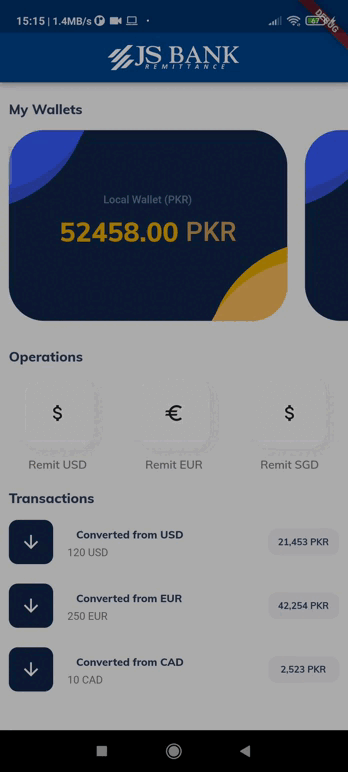 15:15 | 1.4MB/s
67
DEBUG
JS BANK
REMITTANCE
My Wallets
Local Wallet (PKR)
52458.00 PKR
Operations
$ € $
Remit USD Remit EUR Remit SGD
Transactions
Converted from USD
120 USD
21,453 PKR
Converted from EUR
250 EUR
42,254 PKR
Converted from CAD
10 CAD
2,523 PKR